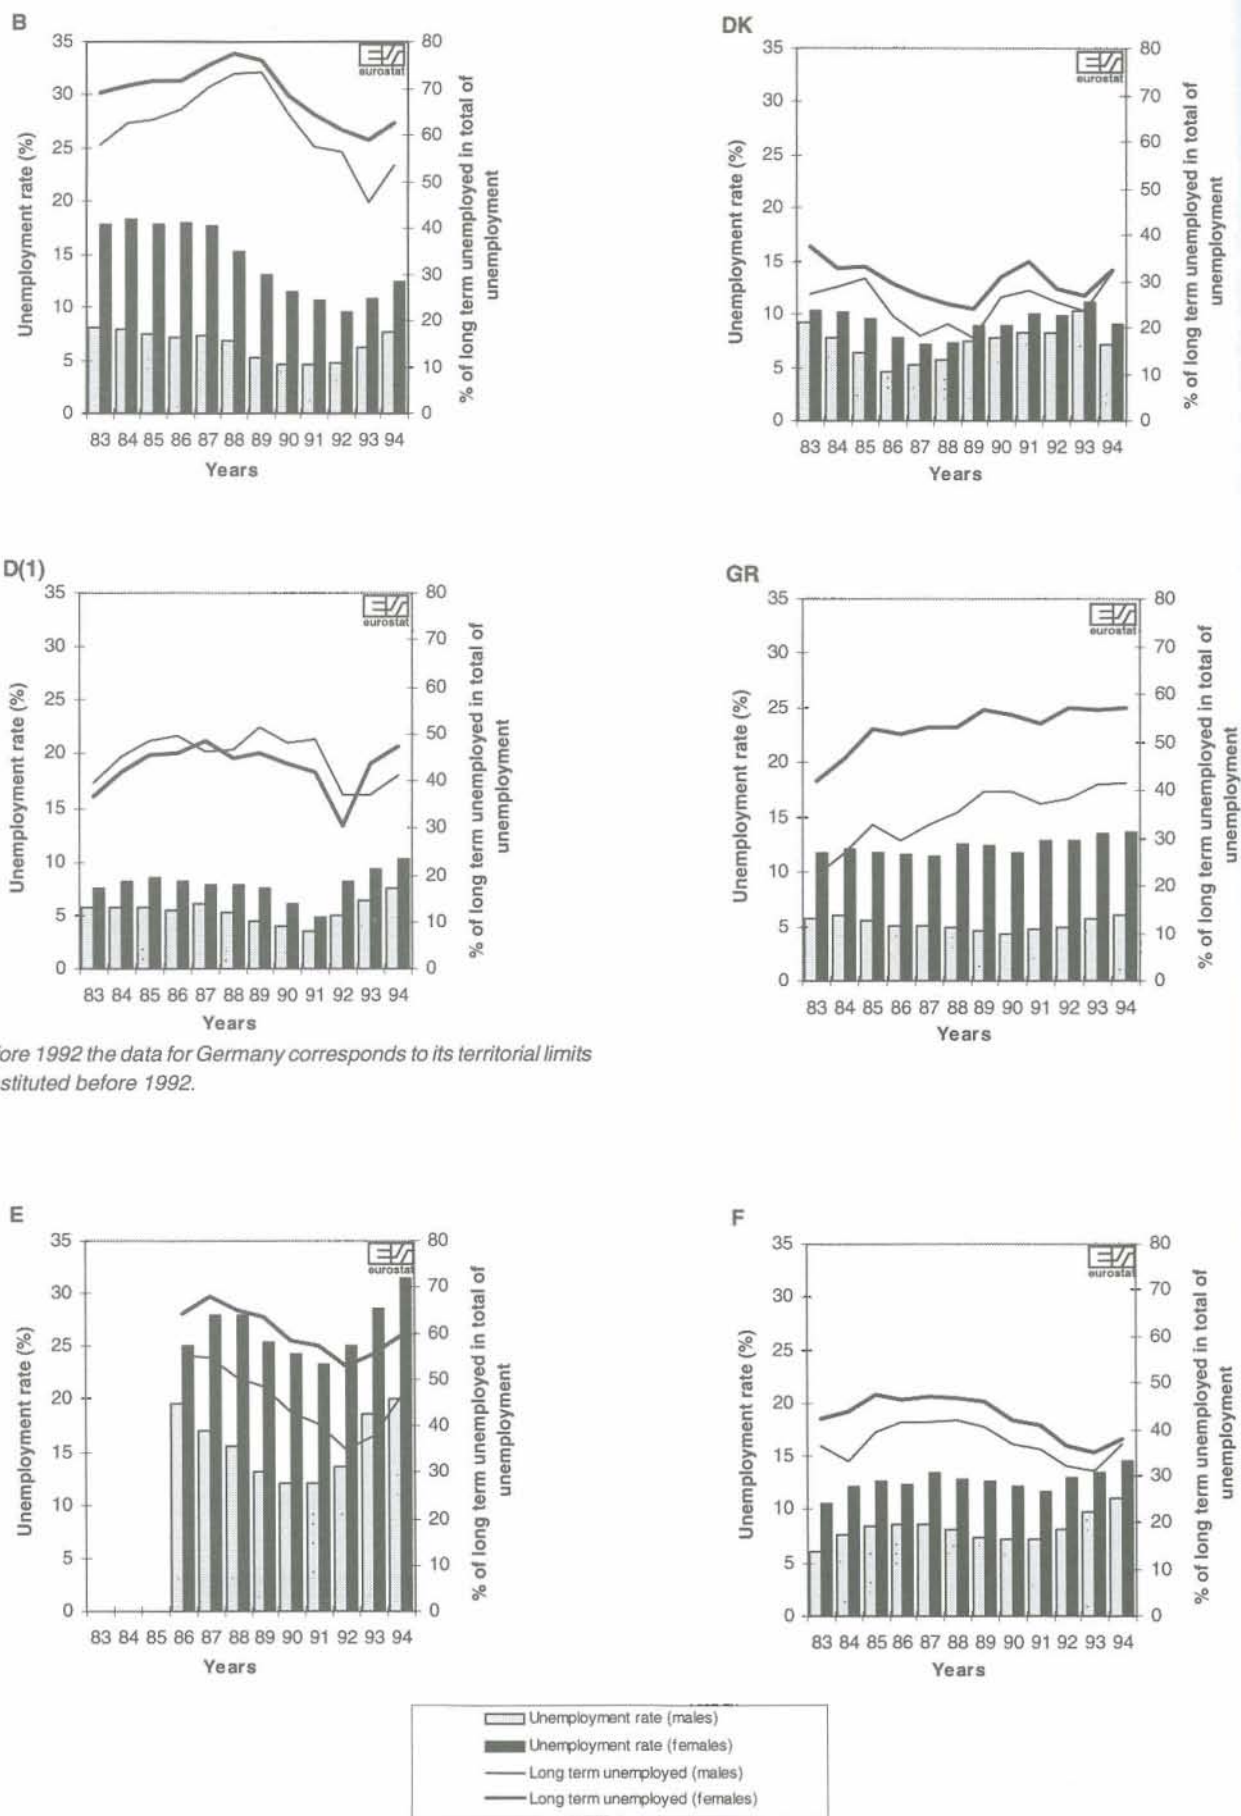 B
35
30
25
20
15
10
5
0
Unemployment rate (%)
80
70
60
50
40
30
20
10
0
% of long term unemployed in total of
unemployment
eurostat
83 84 85 86 87 88 89 90 91 92 93 94
Years
DK
35
30
25
20
15
10
5
0
Unemployment rate (%)
80
70
60
50
40
30
20
10
0
% of long term unemployed in total of
unemployment
eurostat
83 84 85 86 87 88 89 90 91 92 93 94
Years
D(1)
35
30
25
20
15
10
5
0
Unemployment rate (%)
80
70
60
50
40
30
20
10
0
% of long term unemployed in total of
unemployment
eurostat
83 84 85 86 87 88 89 90 91 92 93 94
Years
ore 1992 the data for Germany corresponds to its territorial limits
stituted before 1992.
GR
35
30
25
20
15
10
5
0
Unemployment rate (%)
80
70
60
50
40
30
20
10
0
% of long term unemployed in total of
unemployment
eurostat
83 84 85 86 87 88 89 90 91 92 93 94
Years
E
35
30
25
20
15
10
5
0
Unemployment rate (%)
80
70
60
50
40
30
20
10
0
% of long term unemployed in total of
unemployment
eurostat
83 84 85 86 87 88 89 90 91 92 93 94
Years
F
35
30
25
20
15
10
5
0
Unemployment rate (%)
80
70
60
50
40
30
20
10
0
% of long term unemployed in total of
unemployment
eurostat
83 84 85 86 87 88 89 90 91 92 93 94
Years
Unemployment rate (males)
Unemployment rate (females)
Long term unemployed (males)
Long term unemployed (females)